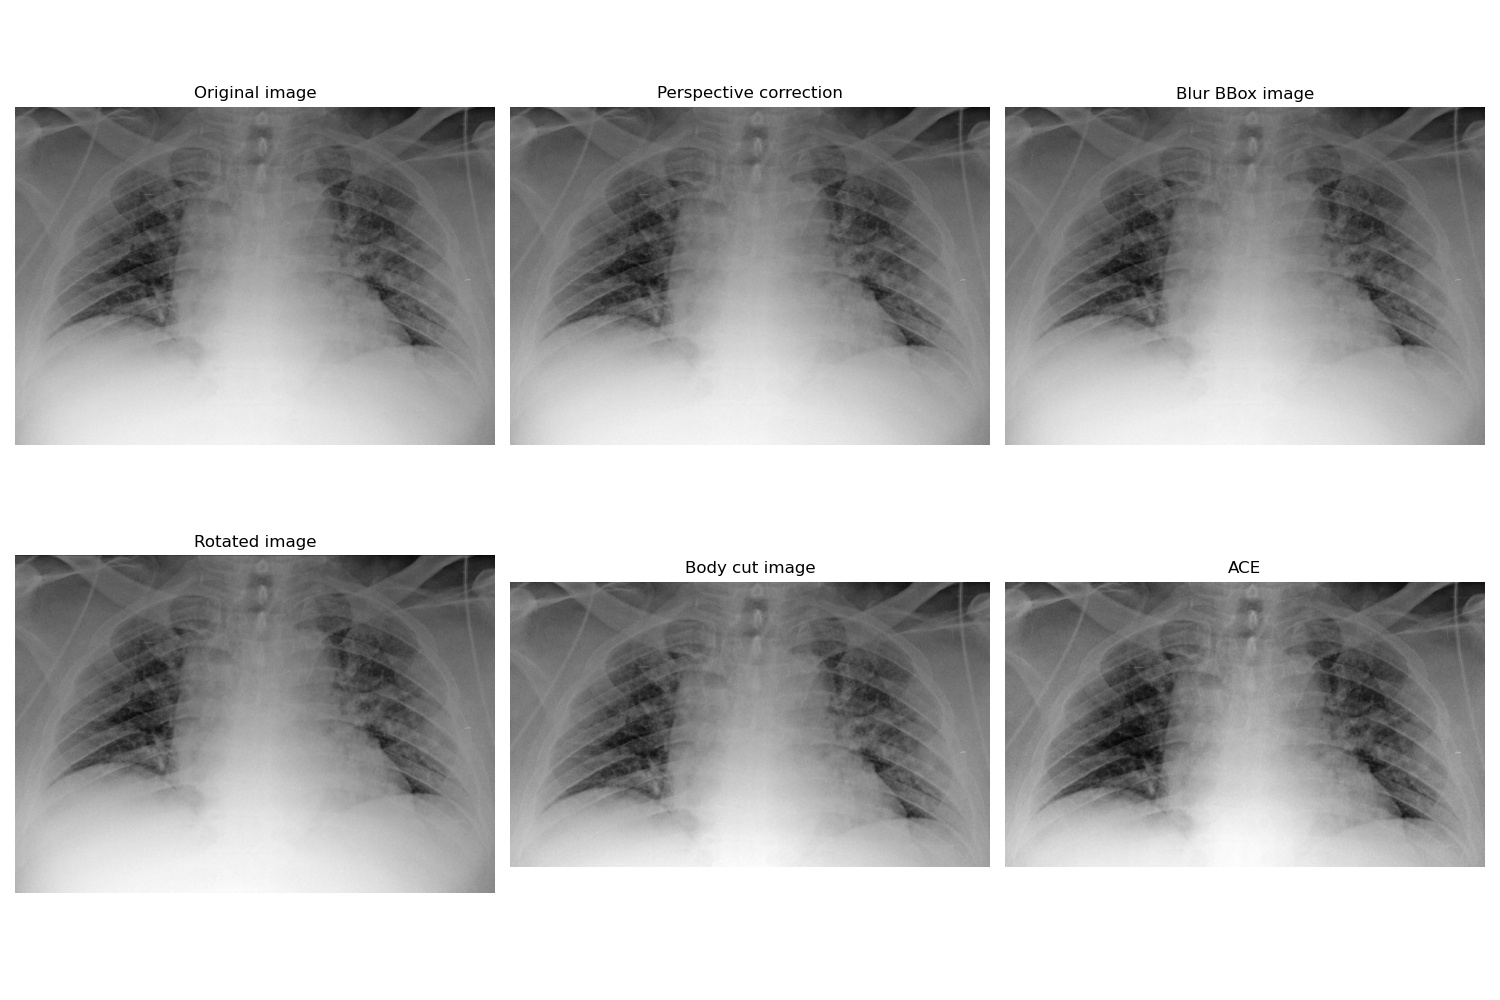 Original image
Perspective correction
Blur BBox image
Rotated image
Body cut image
ACE